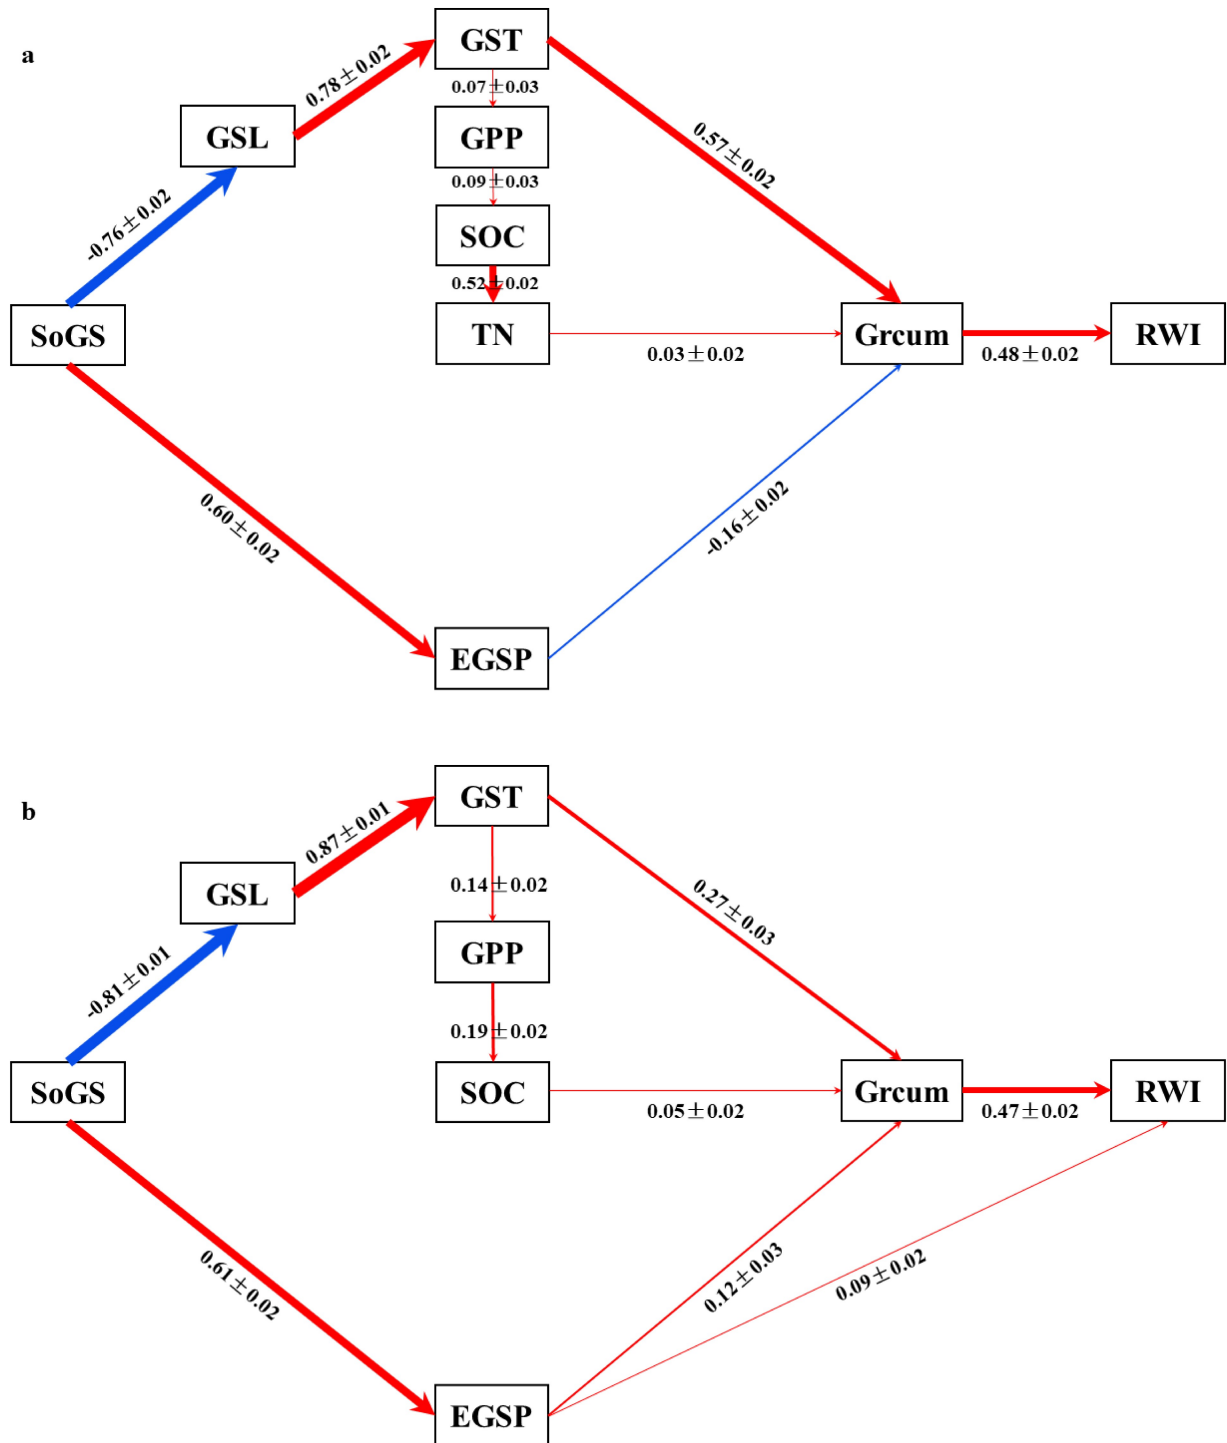 a
GST
0.78±0.02
0.07±0.03
GSL
GPP
0.57±0.02
0.09±0.03
-0.76±0.02
SOC
0.52±0.02
SoGS
TN
Grcum
RWI
0.03±0.02
0.48±0.02
0.60±0.02
-0.16±0.02
EGSP
b
GST
0.87±0.01
GSL
0.14±0.02
0.27±0.03
GPP
-0.81±0.01
0.19±0.02
SoGS
SOC
Grcum
RWI
0.05±0.02
0.47±0.02
0.61±0.02
0.12±0.03
0.09±0.02
EGSP